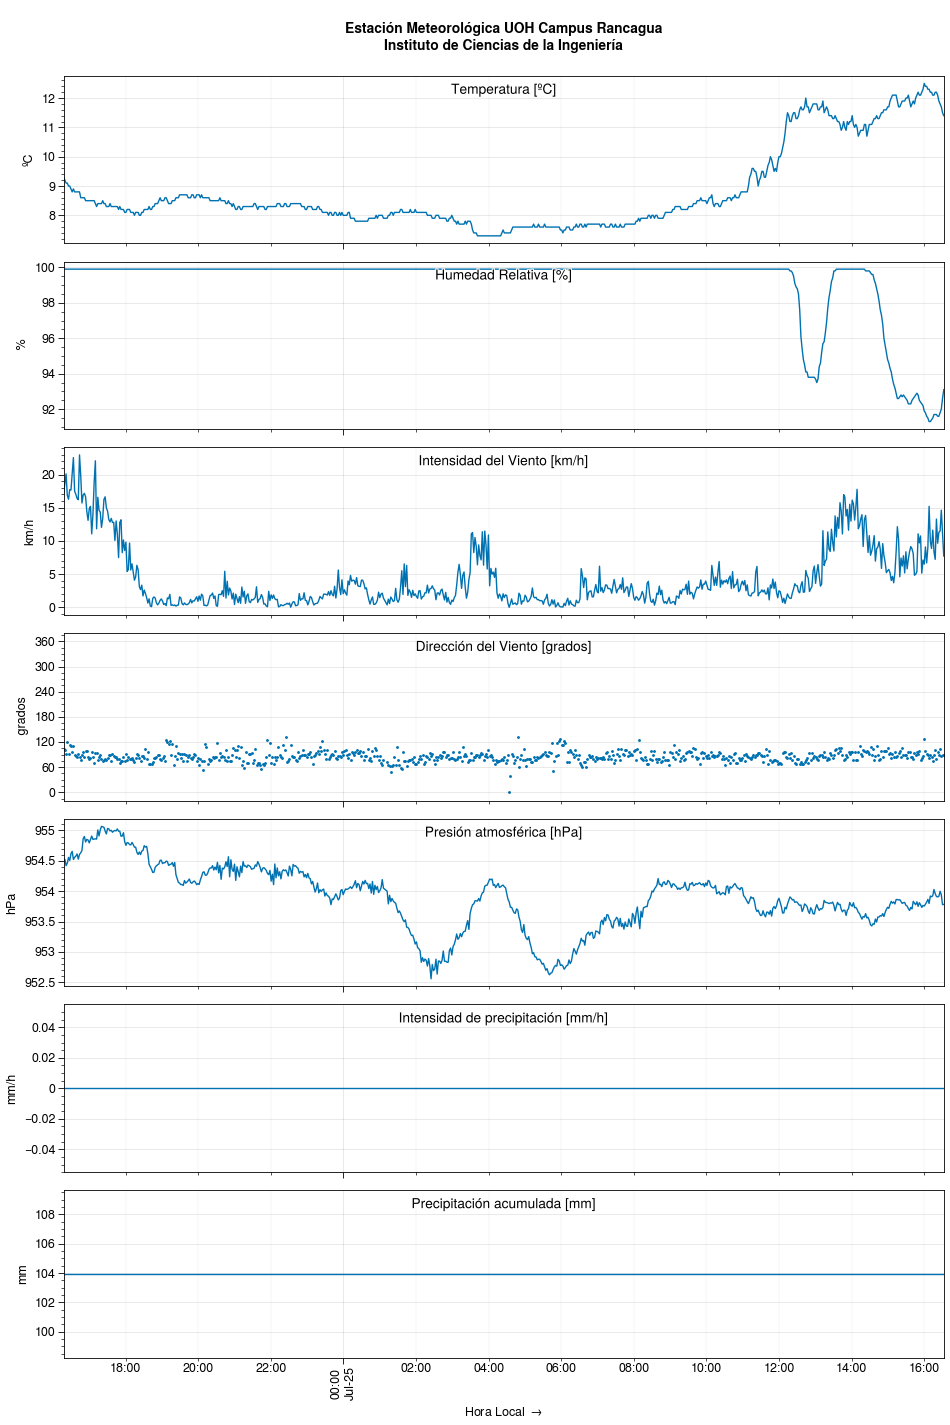 Estación Meteorológica UOH Campus Rancagua
Instituto de Ciencias de la Ingeniería
Temperatura [ºC]
ºC
12
11
10
9
8
Humedad Relativa [%]
%
100
98
96
94
92
Intensidad del Viento [km/h]
km/h
20
15
10
5
0
Dirección del Viento [grados]
grados
360
300
240
180
120
60
0
Presión atmosférica [hPa]
hPa
955
954.5
954
953.5
953
952.5
Intensidad de precipitación [mm/h]
mm/h
0.04
0.02
0
−0.02
−0.04
Precipitación acumulada [mm]
mm
108
106
104
102
100
18:00 20:00 22:00 00:00 02:00 04:00 06:00 08:00 10:00 12:00 14:00 16:00
Jul-25
Hora Local →